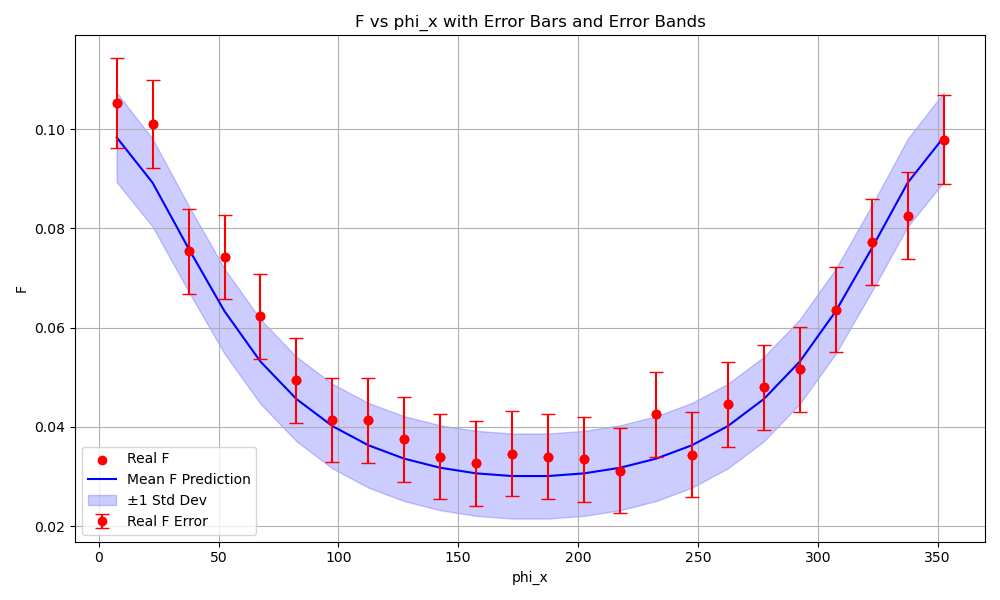 F vs phi_x with Error Bars and Error Bands
F
0.10
0.08
0.06
0.04
0.02
Real F
Mean F Prediction
±1 Std Dev
Real F Error
0 50 100 150 200 250 300 350
phi_x